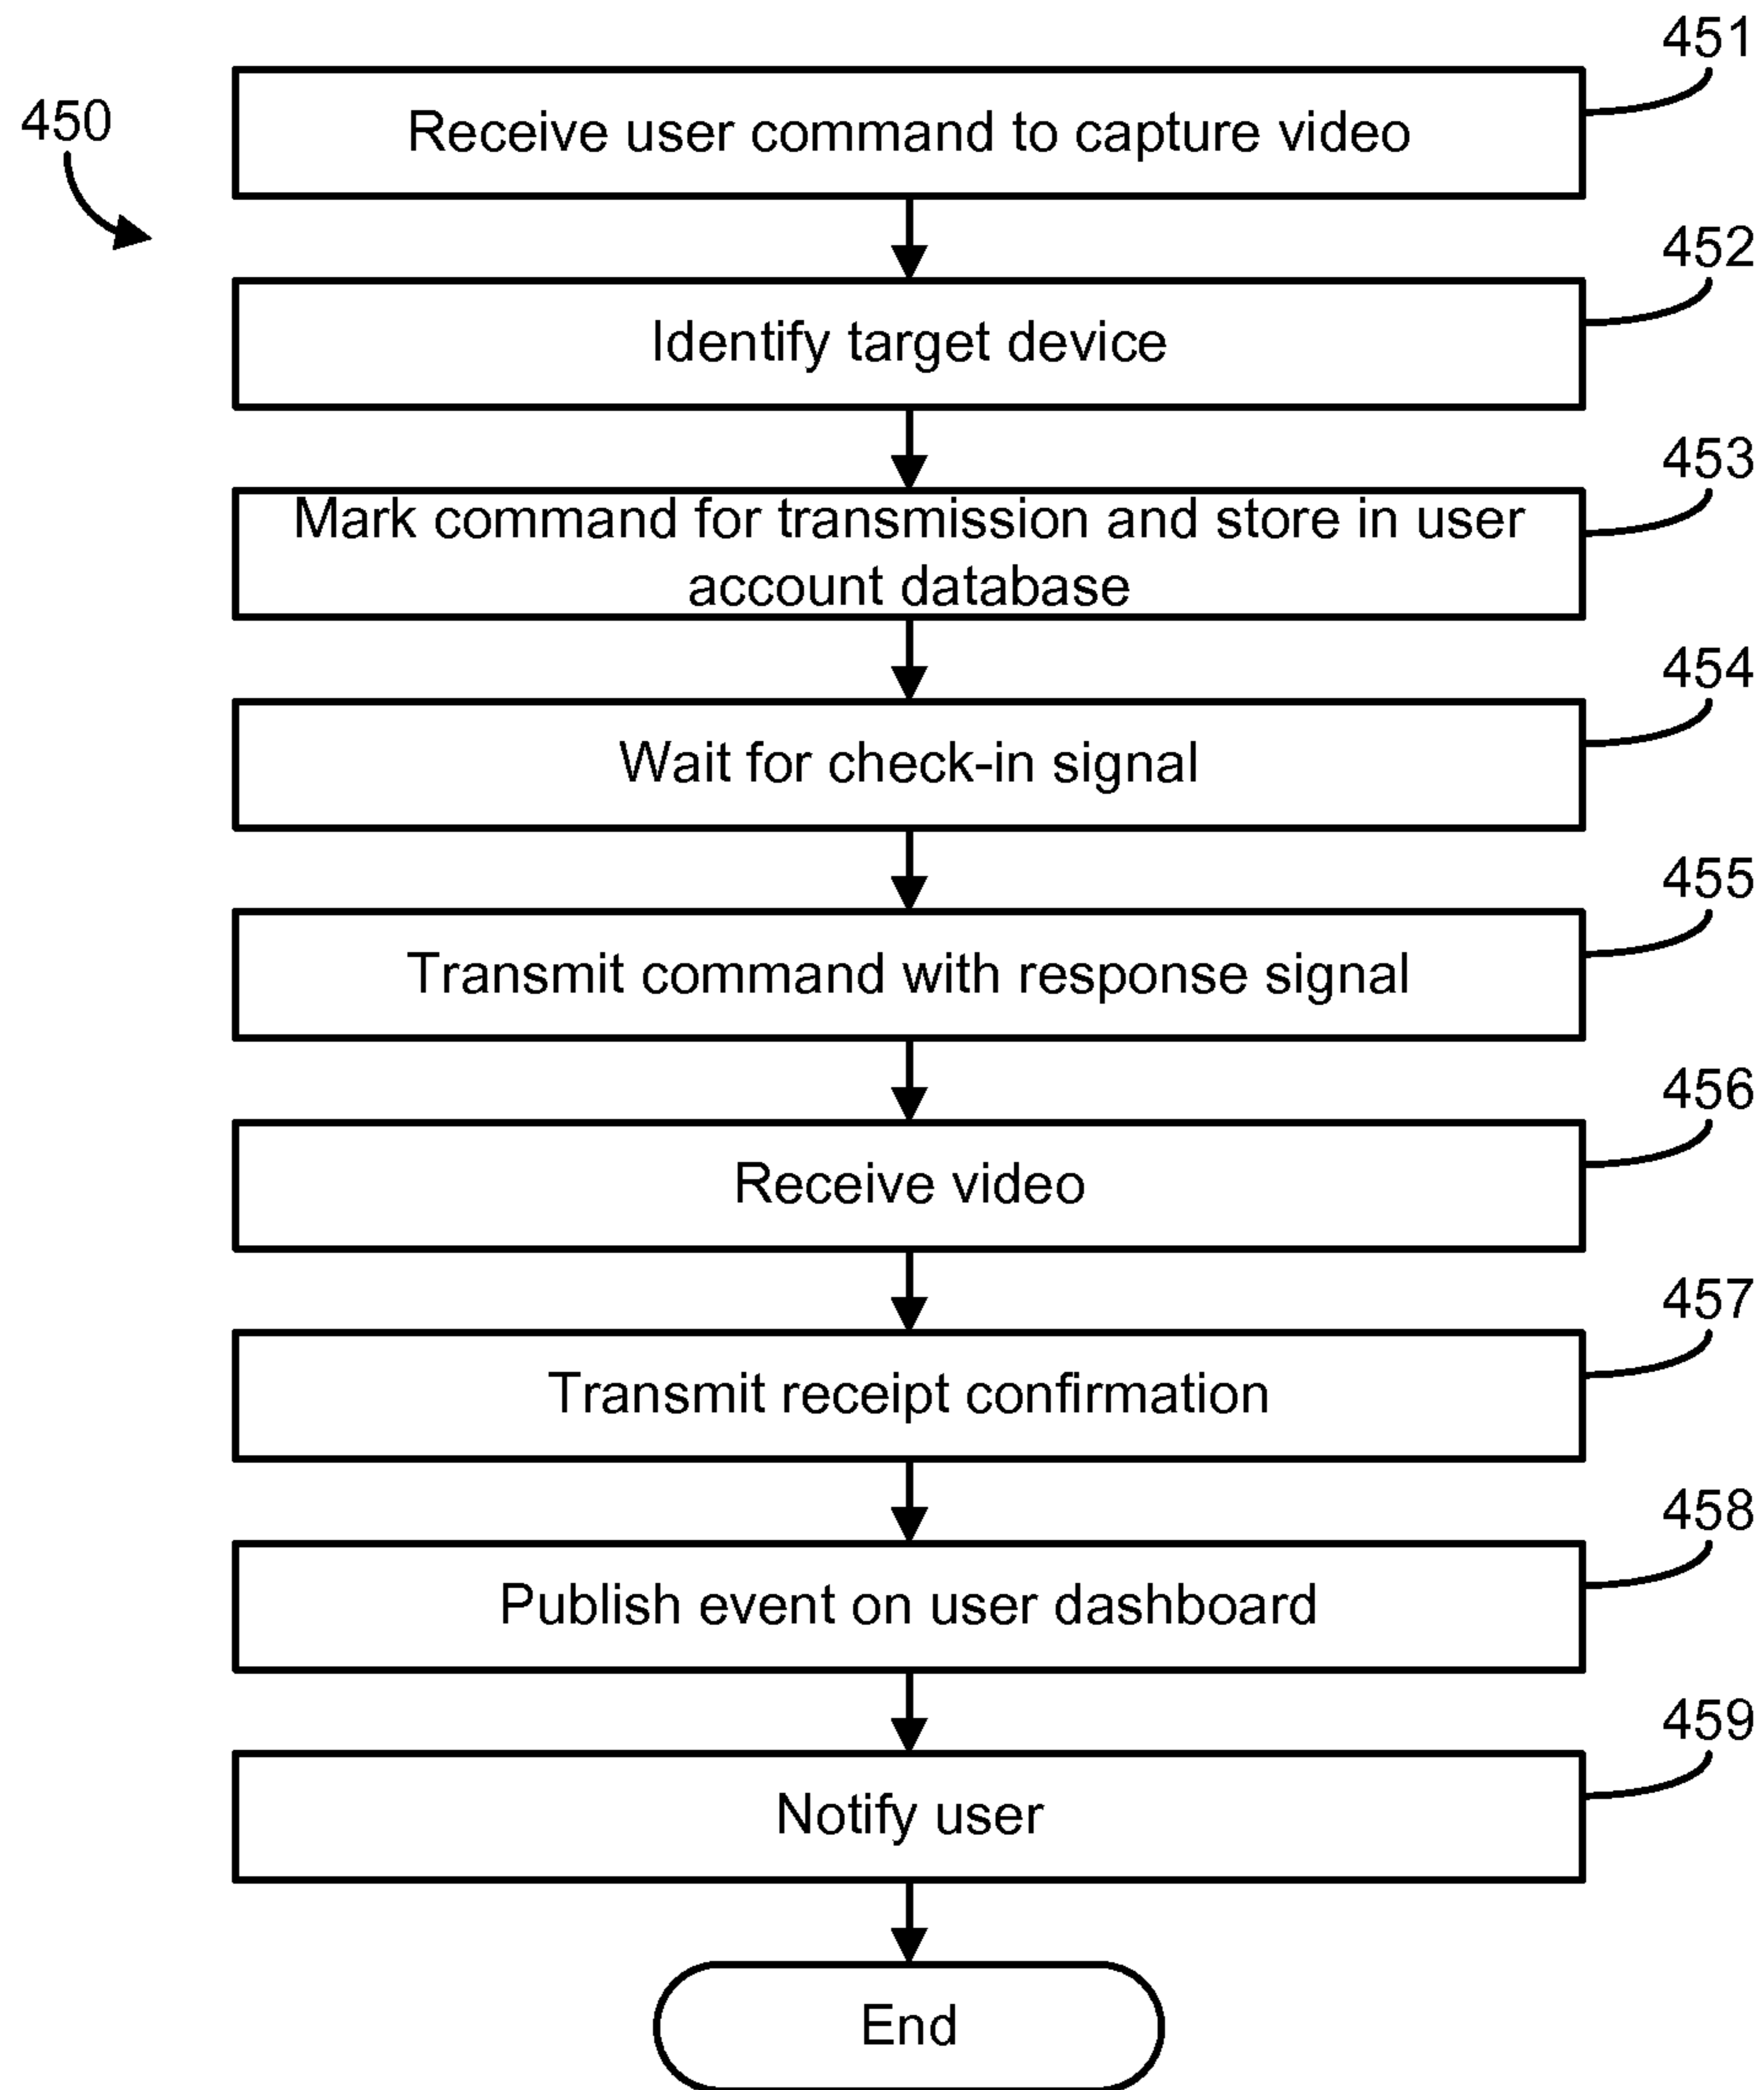 451
450
Receive user command to capture video
452
Identify target device
453
Mark command for transmission and store in user
account database
454
Wait for check-in signal
455
Transmit command with response signal
456
Receive video
457
Transmit receipt confirmation
458
Publish event on user dashboard
459
Notify user
End